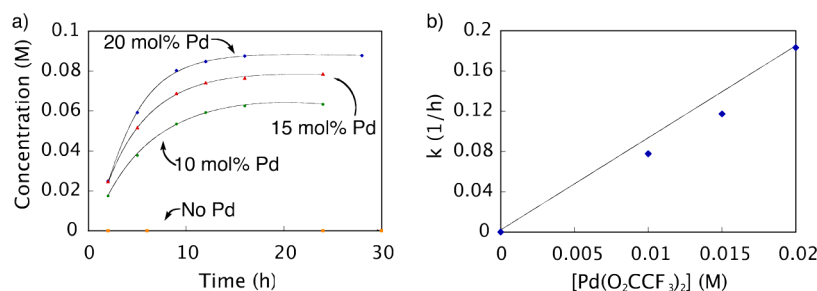 a)
0.1
0.08
0.06
0.04
0.02
0
0
10
20
30
Concentration (M)
Time (h)
20 mol% Pd
15 mol% Pd
10 mol% Pd
No Pd
b)
0.2
0.16
0.12
0.08
0.04
0
0
0.005
0.01
0.015
0.02
k (1/h)
[Pd(O₂CCF₃)₂] (M)